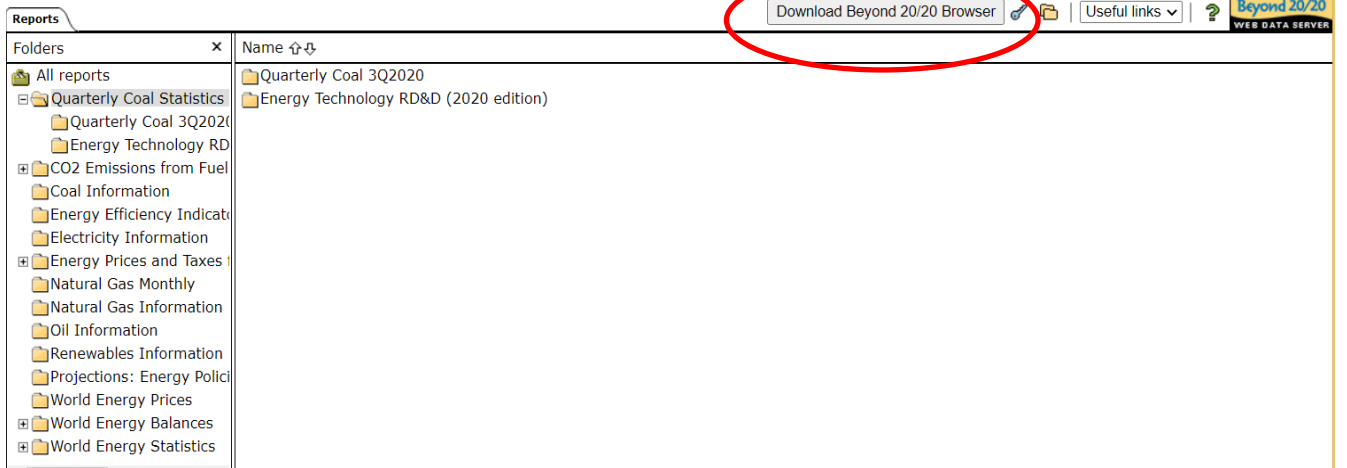 Reports
Download Beyond 20/20 Browser
Useful links
?
Beyond 20/20
WEB DATA SERVER
Folders
×
Name
All reports
Quarterly Coal Statistics
Quarterly Coal 3Q2020
Energy Technology RD
CO2 Emissions from Fuel
Coal Information
Energy Efficiency Indicato
Electricity Information
Energy Prices and Taxes f
Natural Gas Monthly
Natural Gas Information
Oil Information
Renewables Information
Projections: Energy Polici
World Energy Prices
World Energy Balances
World Energy Statistics
Quarterly Coal 3Q2020
Energy Technology RD&D (2020 edition)